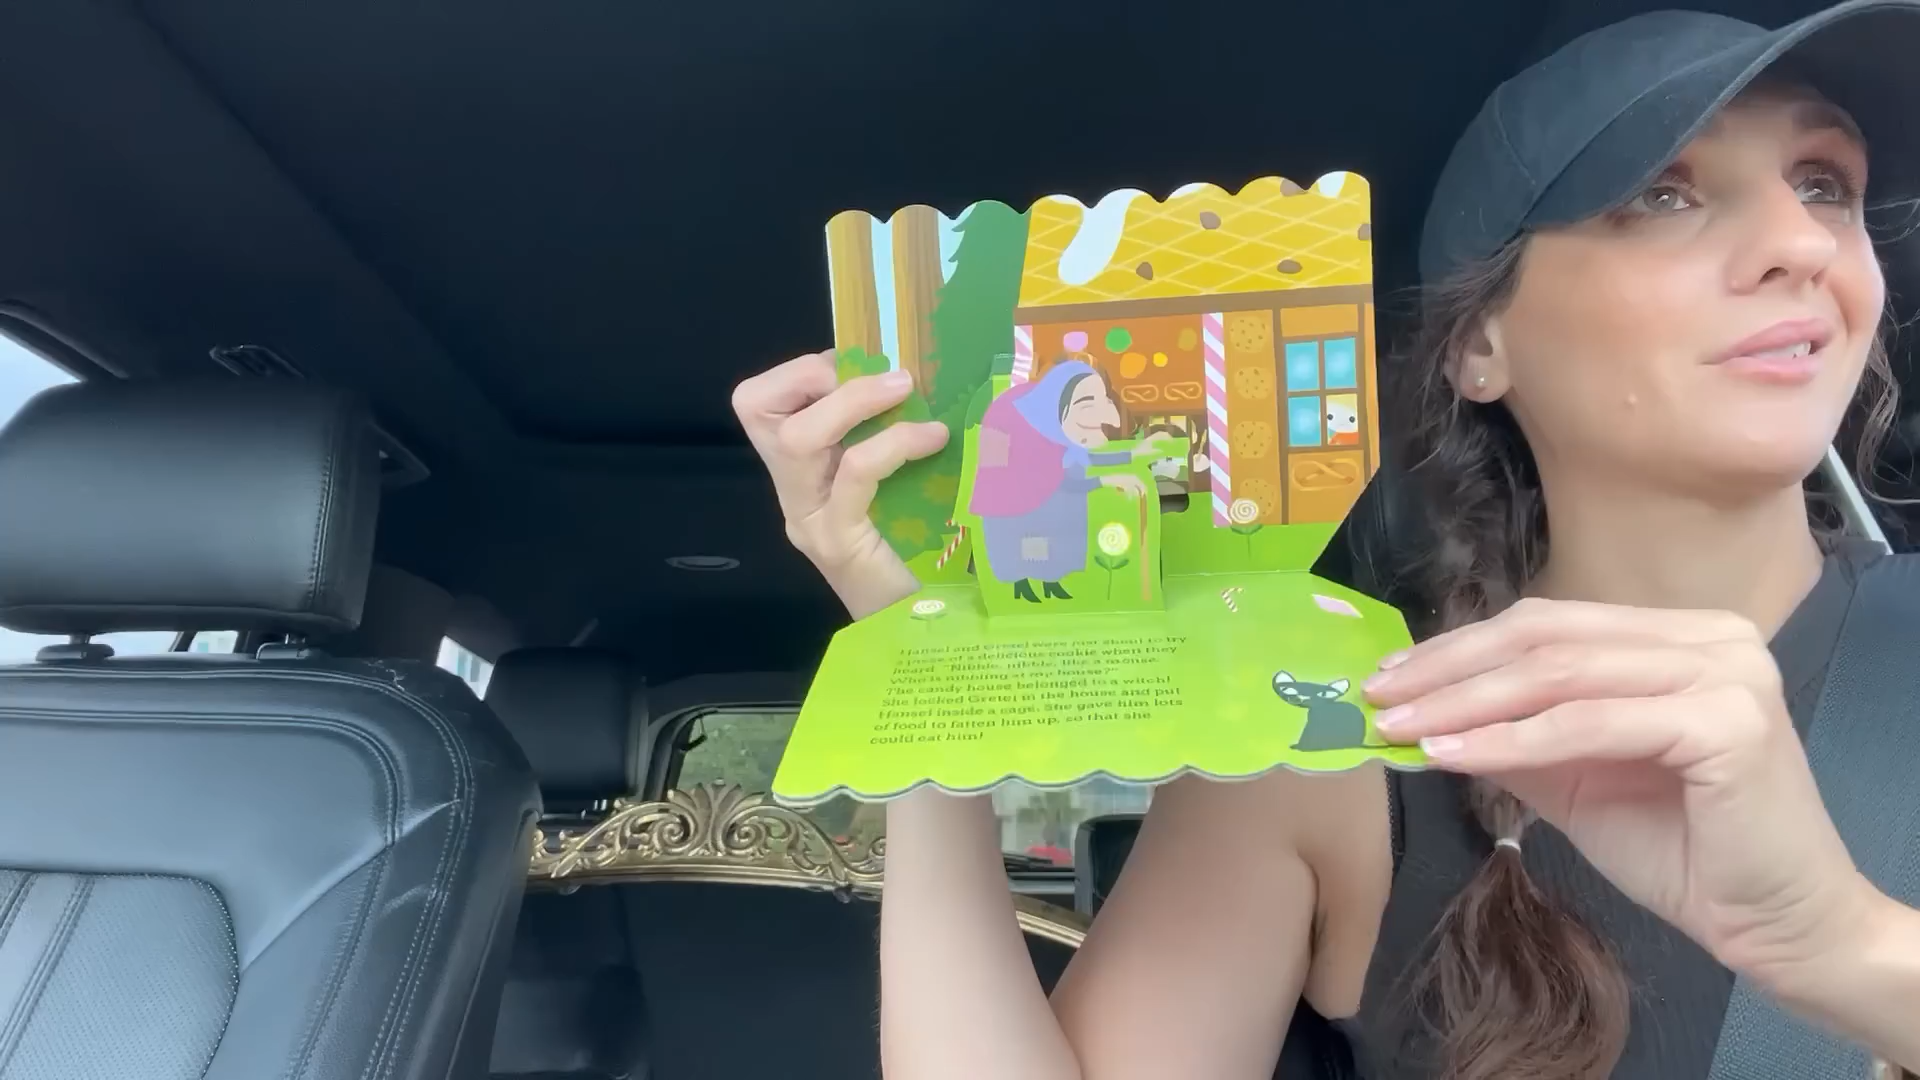 Hansel and Gretel were just about to try
a piece of a delicious cookie when they
heard, "Nibble, nibble, like a mouse.
Who is nibbling at my house?"
The candy house belonged to a witch!
She locked Gretel in the house and put
Hansel inside a cage. She gave him lots
of food to fatten him up, so that she
could eat him!